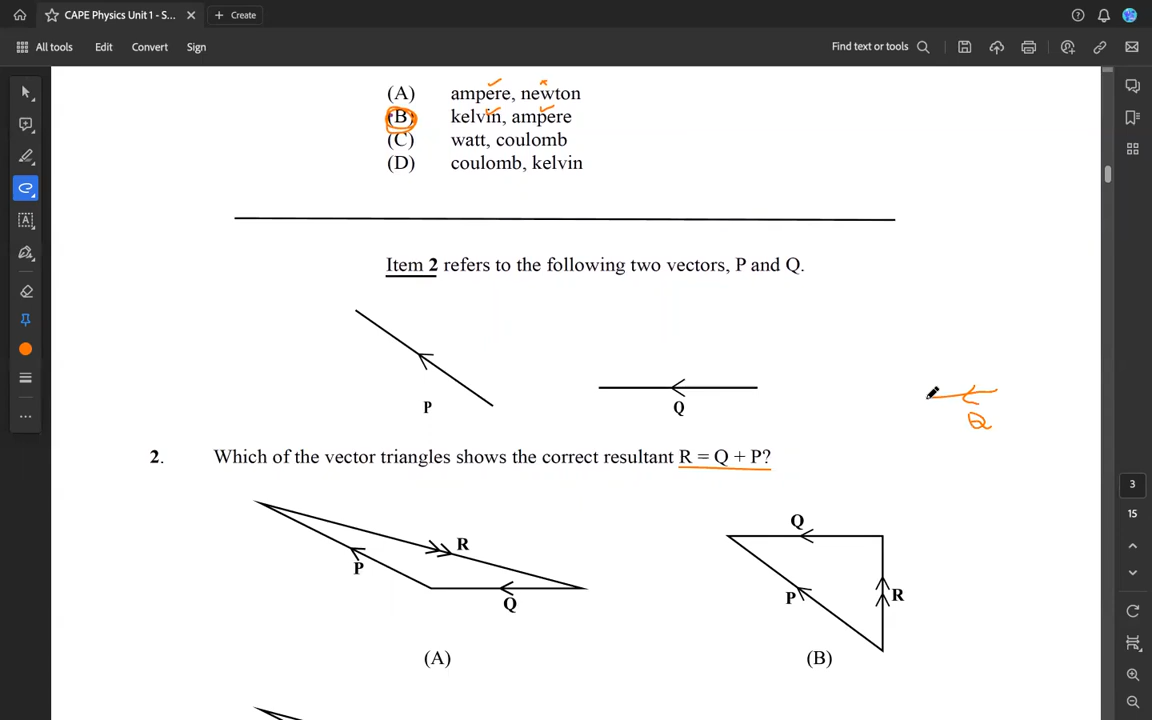 CAPE Physics Unit 1 - S...
Create
All tools
Edit
Convert
Sign
Find text or tools
(A) ampere, newton
(B) kelvin, ampere
(C) watt, coulomb
(D) coulomb, kelvin
Item 2 refers to the following two vectors, P and Q.
P
Q
Q
2. Which of the vector triangles shows the correct resultant R = Q + P?
R
P
Q
(A)
Q
P
R
(B)
3
15